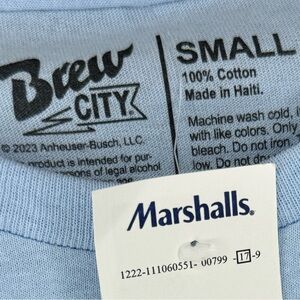 Brew
CITY
© 2023 Anheuser-Busch, LLC.
product is intended for pur-
of legal alcohol
SMALL
100% Cotton
Made in Haiti.
Machine wash cold, i
with like colors. Only
bleach. Do not iron.
low. Do not
Marshalls.
1222-111060551- 00799 -17-9